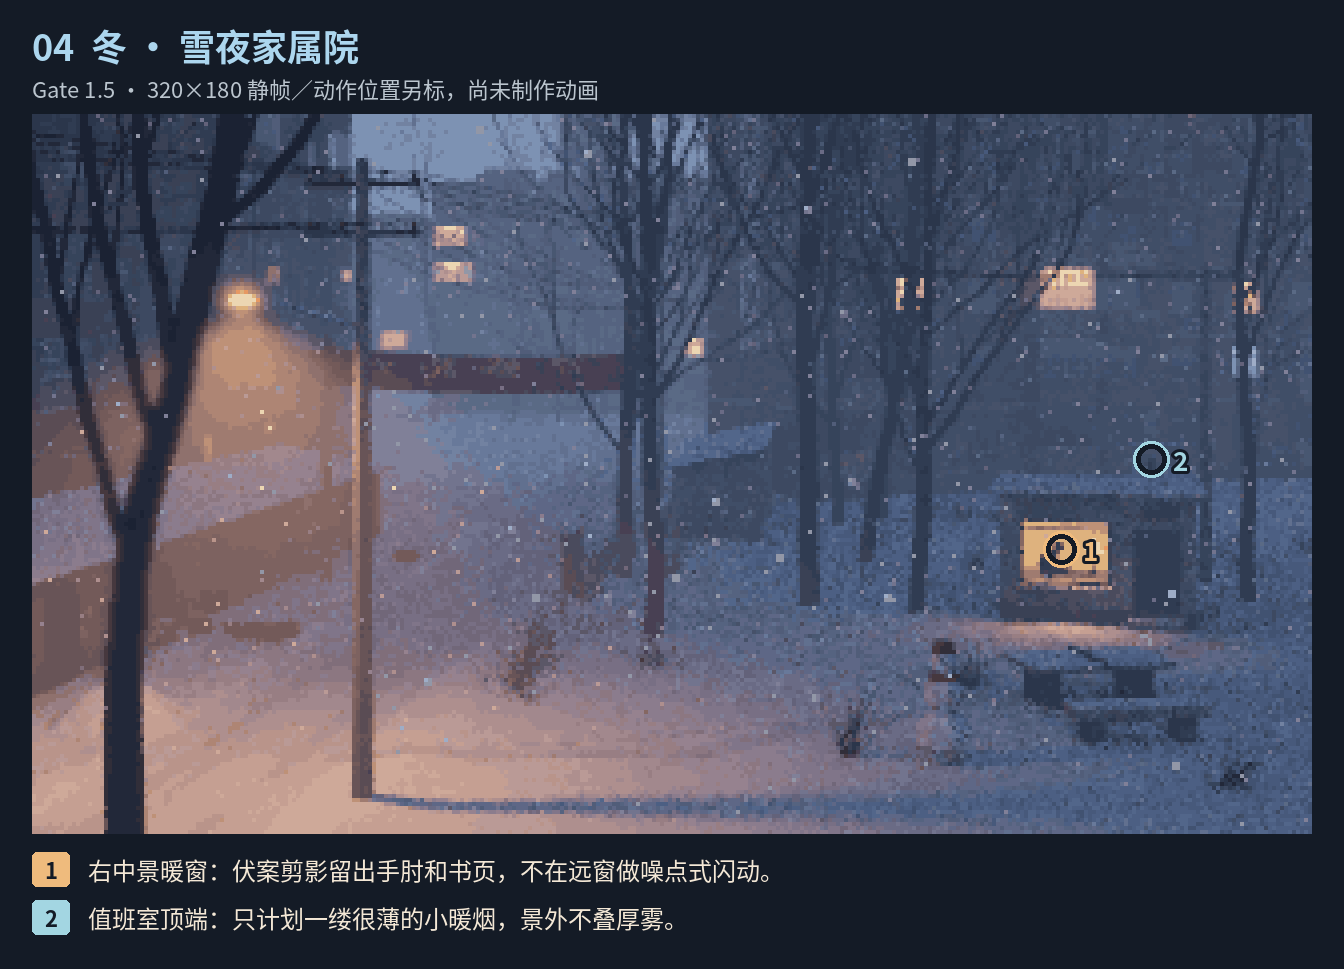 04 冬 · 雪夜家属院
Gate 1.5 · 320×180 静帧／动作位置另标，尚未制作动画
2
1
1 右中景暖窗：伏案剪影留出手肘和书页，不在远窗做噪点式闪动。
2 值班室顶端：只计划一缕很薄的小暖烟，景外不叠厚雾。